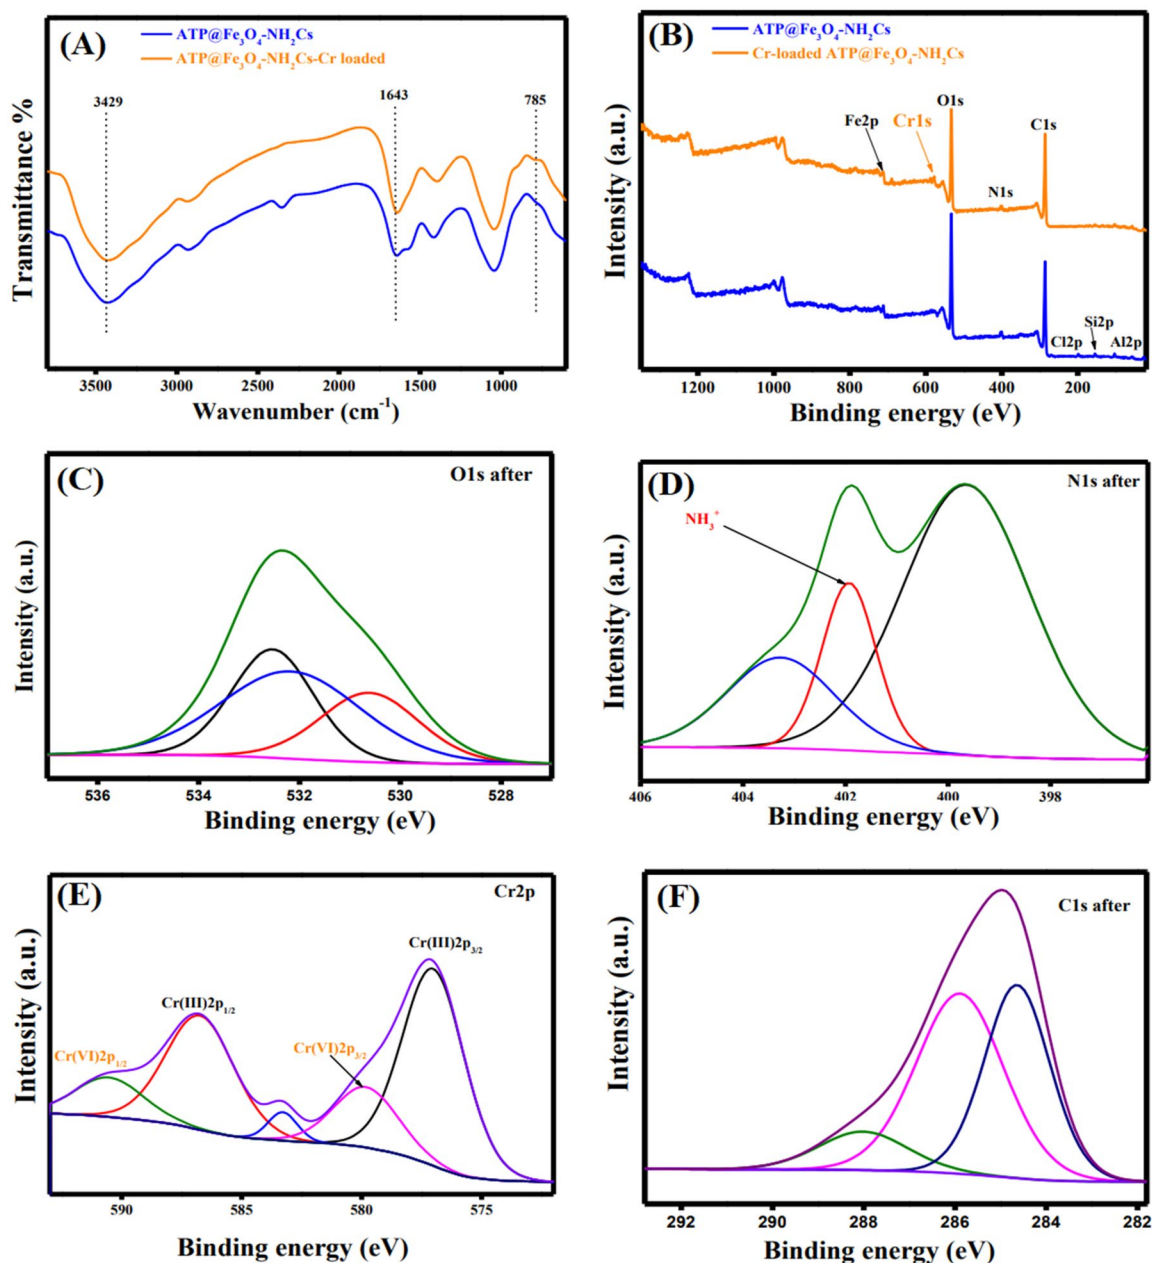 (A)
ATP@Fe₃O₄-NH₂Cs
ATP@Fe₃O₄-NH₂Cs-Cr loaded
3429
1643
785
Transmittance %
3500 3000 2500 2000 1500 1000
Wavenumber (cm⁻¹)
(B)
ATP@Fe₃O₄-NH₂Cs
Cr-loaded ATP@Fe₃O₄-NH₂Cs
O1s
Fe2p
Cr1s
C1s
N1s
Si2p
Cl2p
Al2p
Intensity (a.u.)
1200 1000 800 600 400 200
Binding energy (eV)
(C)
O1s after
Intensity (a.u.)
536 534 532 530 528
Binding energy (eV)
(D)
N1s after
NH₃⁺
Intensity (a.u.)
406 404 402 400 398
Binding energy (eV)
(E)
Cr2p
Cr(III)2p₃/₂
Cr(III)2p₁/₂
Cr(VI)2p₃/₂
Cr(VI)2p₁/₂
Intensity (a.u.)
590 585 580 575
Binding energy (eV)
(F)
C1s after
Intensity (a.u.)
292 290 288 286 284 282
Binding energy (eV)